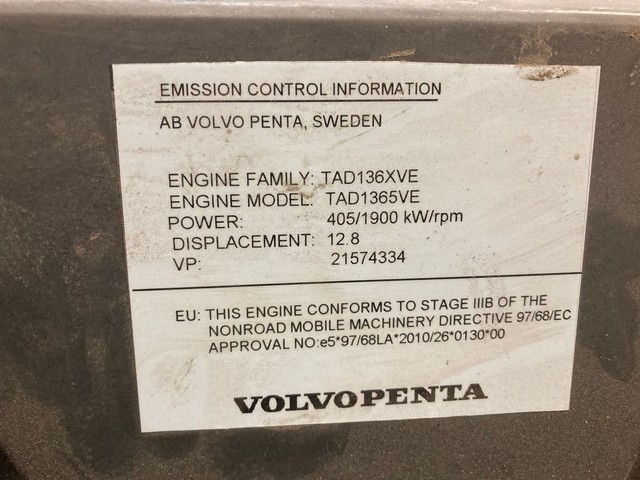 EMISSION CONTROL INFORMATION
AB VOLVO PENTA, SWEDEN
ENGINE FAMILY: TAD136XVE
ENGINE MODEL: TAD1365VE
POWER: 405/1900 kW/rpm
DISPLACEMENT: 12.8
VP: 21574334
EU: THIS ENGINE CONFORMS TO STAGE IIIB OF THE
NONROAD MOBILE MACHINERY DIRECTIVE 97/68/EC
APPROVAL NO:e5*97/68LA*2010/26*0130*00
VOLVO PENTA